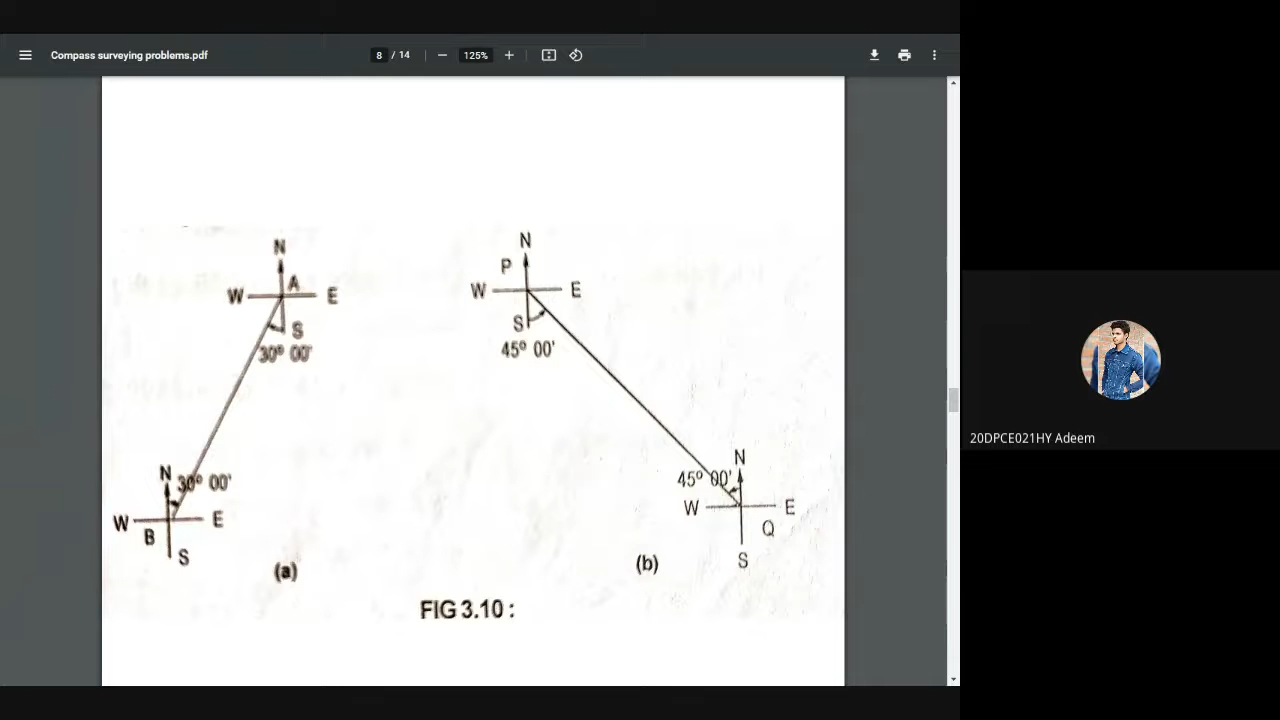 Compass surveying problems.pdf
8 / 14
125%
N
A
W E
S
30° 00'
N
30° 00'
W E
B
S
(a)
N
P
W E
S
45° 00'
N
45° 00'
W E
Q
S
(b)
FIG 3.10 :
20DPCE021HY Adeem